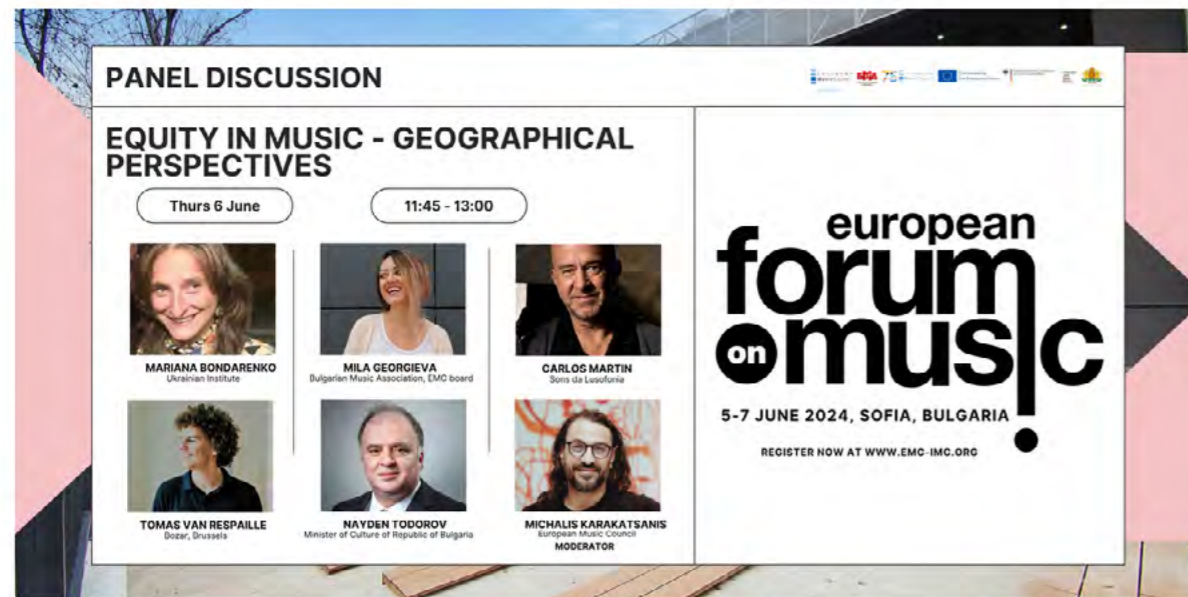 PANEL DISCUSSION
EQUITY IN MUSIC - GEOGRAPHICAL
PERSPECTIVES
Thurs 6 June
11:45 - 13:00
MARIANA BONDARENKO
Ukrainian Institute
MILA GEORGIEVA
Bulgarian Music Association, EMC board
CARLOS MARTIN
Sons da Lusofonia
TOMAS VAN RESPAILLE
Bozar, Brussels
NAYDEN TODOROV
Minister of Culture of Republic of Bulgaria
MICHALIS KARAKATSANIS
European Music Council
MODERATOR
european
forum
on music
5-7 JUNE 2024, SOFIA, BULGARIA
REGISTER NOW AT WWW.EMC-IMC.ORG